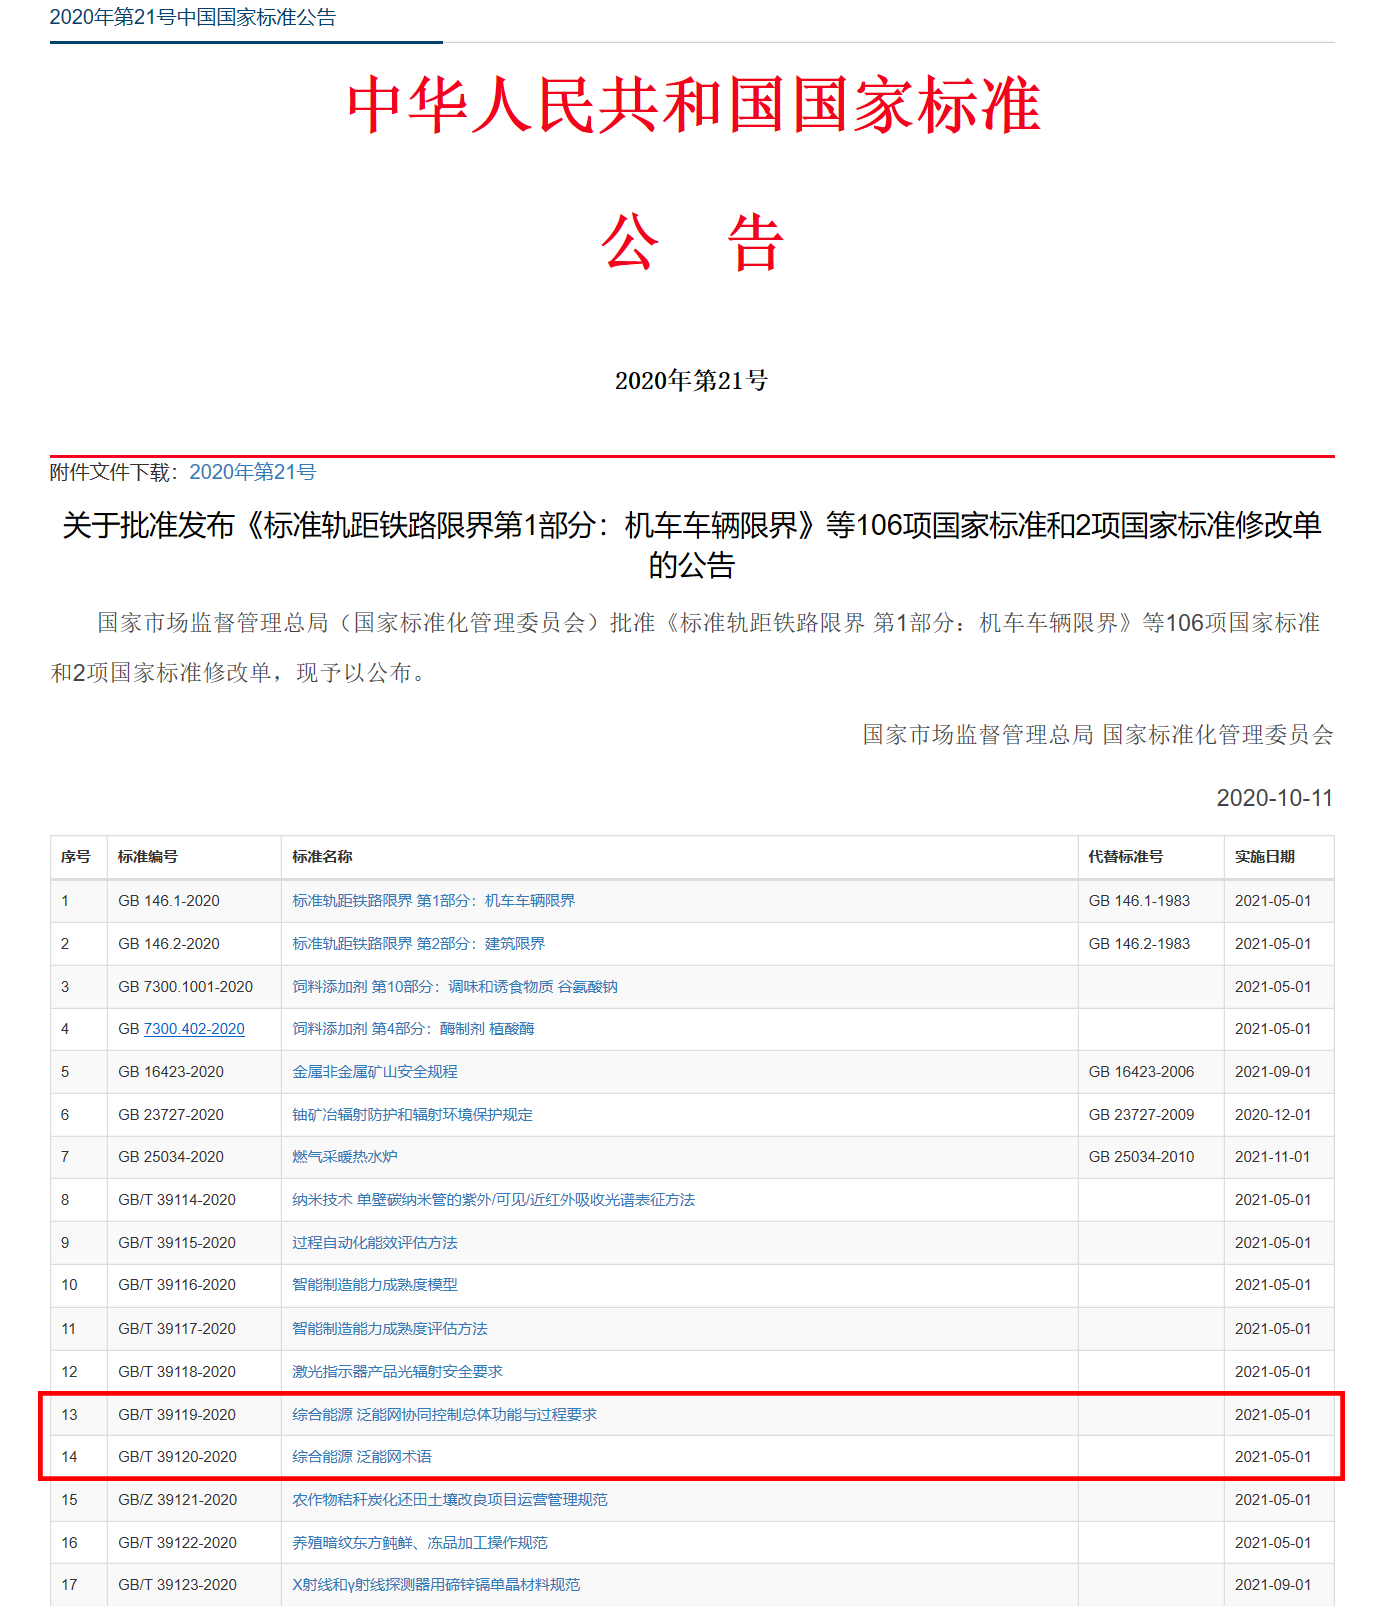 2020年第21号中国国家标准公告
中华人民共和国国家标准
公 告
2020年第21号
附件文件下载：2020年第21号
关于批准发布《标准轨距铁路限界第1部分：机车车辆限界》等106项国家标准和2项国家标准修改单
的公告
国家市场监督管理总局（国家标准化管理委员会）批准《标准轨距铁路限界 第1部分：机车车辆限界》等106项国家标准
和2项国家标准修改单，现予以公布。
国家市场监督管理总局 国家标准化管理委员会
2020-10-11
序号 标准编号 标准名称 代替标准号 实施日期
1 GB 146.1-2020 标准轨距铁路限界 第1部分：机车车辆限界 GB 146.1-1983 2021-05-01
2 GB 146.2-2020 标准轨距铁路限界 第2部分：建筑限界 GB 146.2-1983 2021-05-01
3 GB 7300.1001-2020 饲料添加剂 第10部分：调味和诱食物质 谷氨酸钠 2021-05-01
4 GB 7300.402-2020 饲料添加剂 第4部分：酶制剂 植酸酶 2021-05-01
5 GB 16423-2020 金属非金属矿山安全规程 GB 16423-2006 2021-09-01
6 GB 23727-2020 铀矿冶辐射防护和辐射环境保护规定 GB 23727-2009 2020-12-01
7 GB 25034-2020 燃气采暖热水炉 GB 25034-2010 2021-11-01
8 GB/T 39114-2020 纳米技术 单壁碳纳米管的紫外/可见/近红外吸收光谱表征方法 2021-05-01
9 GB/T 39115-2020 过程自动化能效评估方法 2021-05-01
10 GB/T 39116-2020 智能制造能力成熟度模型 2021-05-01
11 GB/T 39117-2020 智能制造能力成熟度评估方法 2021-05-01
12 GB/T 39118-2020 激光指示器产品光辐射安全要求 2021-05-01
13 GB/T 39119-2020 综合能源 泛能网协同控制总体功能与过程要求 2021-05-01
14 GB/T 39120-2020 综合能源 泛能网术语 2021-05-01
15 GB/Z 39121-2020 农作物秸秆炭化还田土壤改良项目运营管理规范 2021-05-01
16 GB/T 39122-2020 养殖暗纹东方鲀鲜、冻品加工操作规范 2021-05-01
17 GB/T 39123-2020 X射线和γ射线探测器用碲锌镉单晶材料规范 2021-09-01